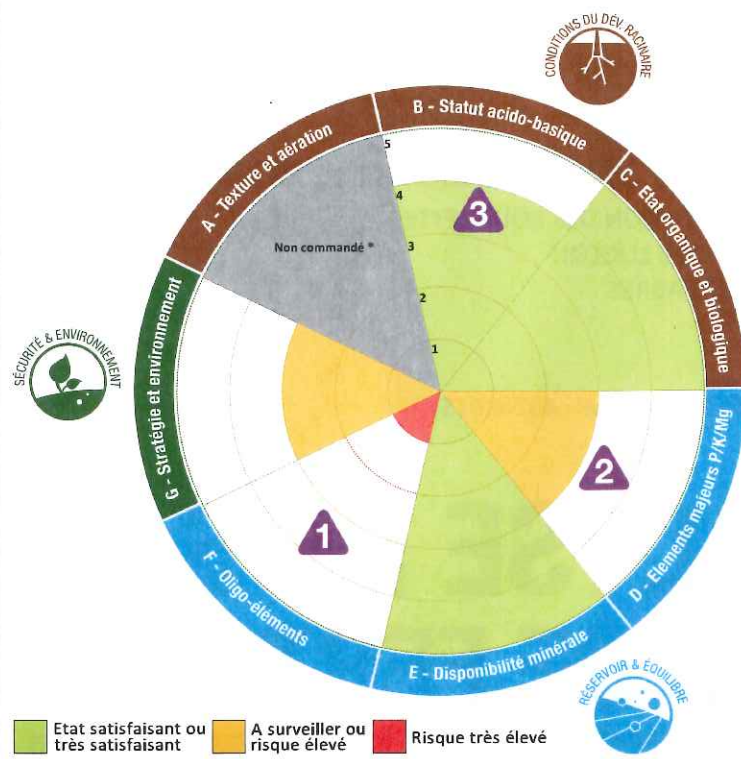 CONDITIONS DU DÉV. RACINAIRE
B - Statut acido-basique
A - Texture et aération
C - Etat organique et biologique
5
4
3
Non commandé *
3
2
1
SÉCURITÉ & ENVIRONNEMENT
G - Stratégie et environnement
2
1
D - Elements majeurs P/K/Mg
F - Oligo-éléments
E - Disponibilité minérale
RÉSERVOIR & ÉQUILIBRE
Etat satisfaisant ou
très satisfaisant
A surveiller ou
risque élevé
Risque très élevé